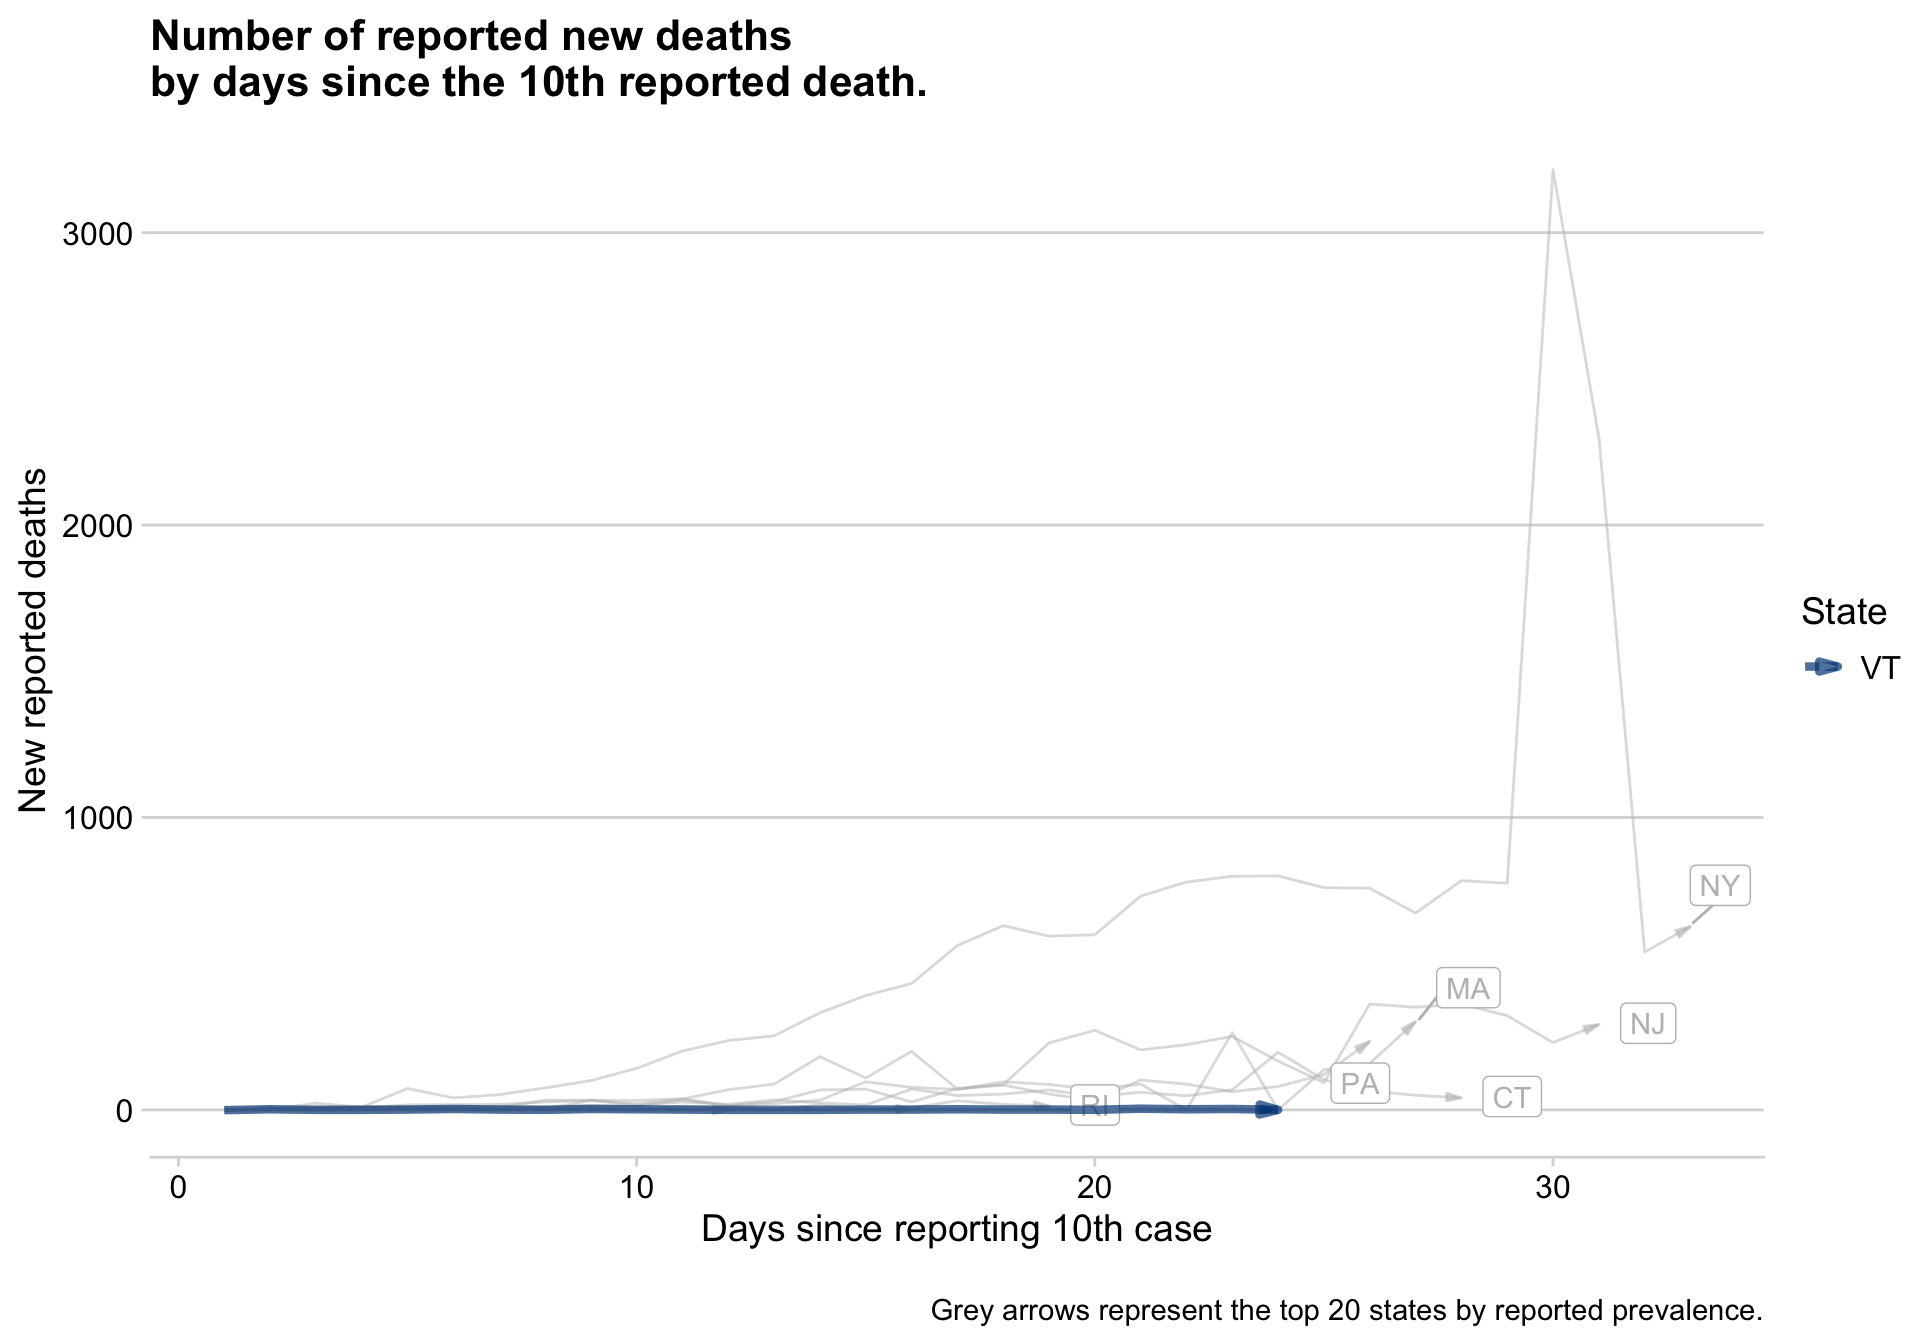 Number of reported new deaths
by days since the 10th reported death.
New reported deaths
3000
2000
1000
0
NY
MA
NJ
PA
CT
RI
State
VT
0 10 20 30
Days since reporting 10th case
Grey arrows represent the top 20 states by reported prevalence.